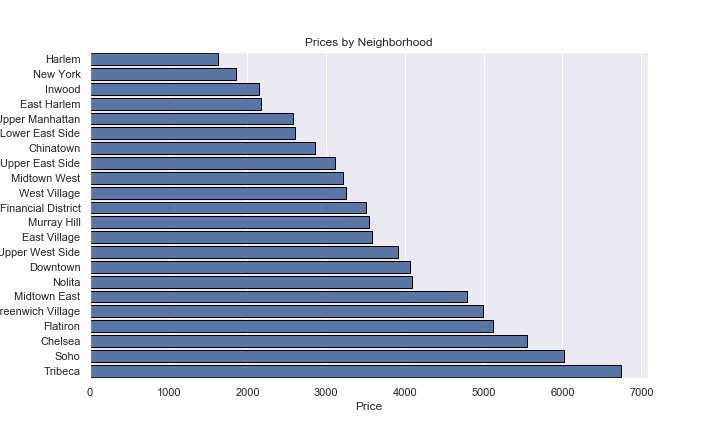 Prices by Neighborhood
Harlem
New York
Inwood
East Harlem
Upper Manhattan
Lower East Side
Chinatown
Upper East Side
Midtown West
West Village
Financial District
Murray Hill
East Village
Upper West Side
Downtown
Nolita
Midtown East
reenwich Village
Flatiron
Chelsea
Soho
Tribeca
0 1000 2000 3000 4000 5000 6000 7000
Price